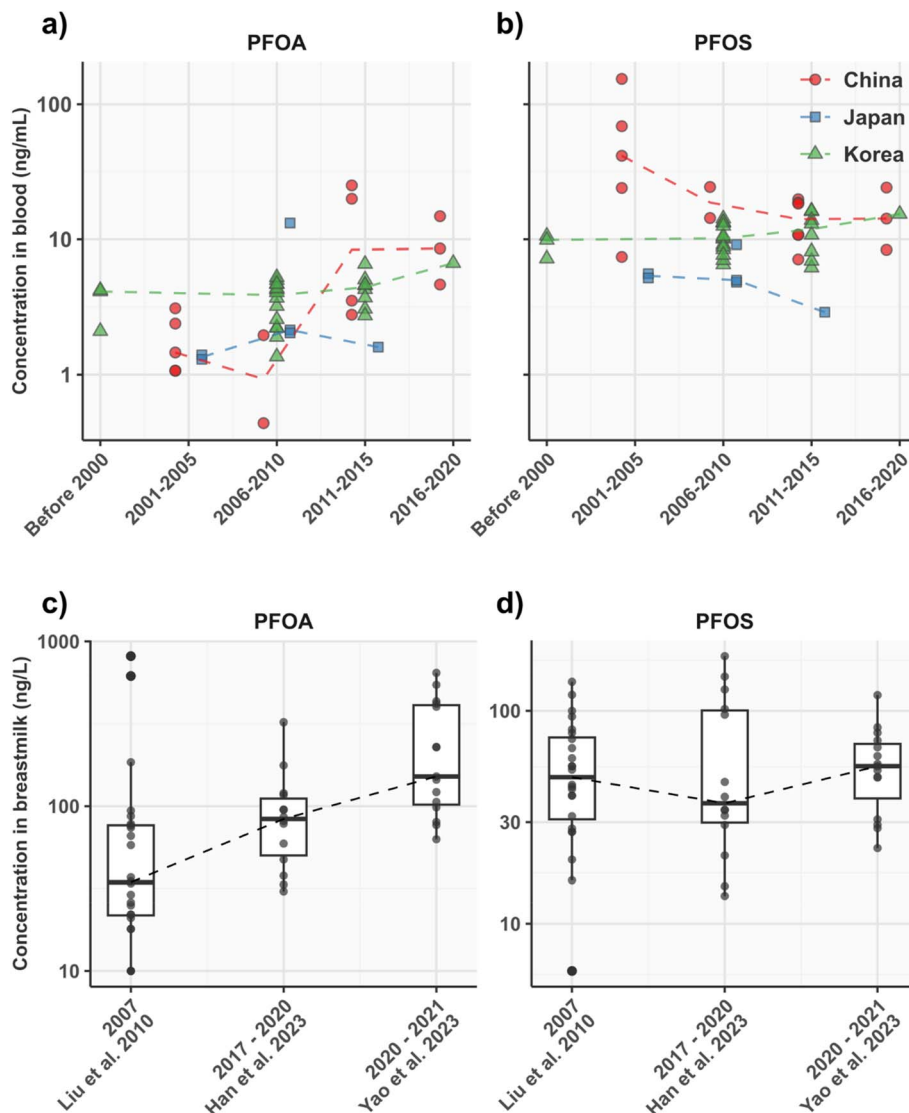 a)
PFOA
Concentration in blood (ng/mL)
100
10
1
Before 2000
2001-2005
2006-2010
2011-2015
2016-2020
b)
PFOS
China
Japan
Korea
Before 2000
2001-2005
2006-2010
2011-2015
2016-2020
c)
PFOA
Concentration in breastmilk (ng/L)
1000
100
10
2007
Liu et al. 2010
2017 - 2020
Han et al. 2023
2020 - 2021
Yao et al. 2023
d)
PFOS
100
30
10
2007
Liu et al. 2010
2017 - 2020
Han et al. 2023
2020 - 2021
Yao et al. 2023